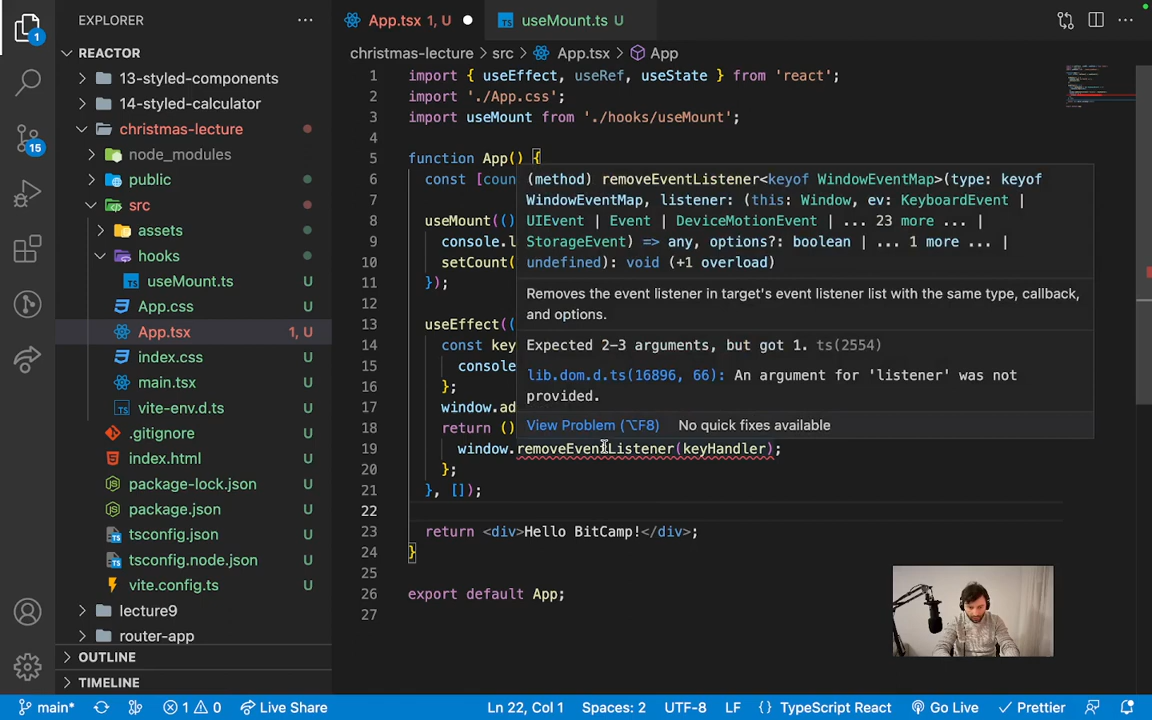 EXPLORER
App.tsx 1, U
useMount.ts U
REACTOR
christmas-lecture > src > App.tsx > App
13-styled-components
14-styled-calculator
christmas-lecture
node_modules
public U
src
assets
hooks
useMount.ts U
App.css U
App.tsx 1, U
index.css U
main.tsx U
vite-env.d.ts U
.gitignore U
index.html U
package-lock.json U
package.json U
tsconfig.json U
tsconfig.node.json U
vite.config.ts U
lecture9
router-app
OUTLINE
TIMELINE
1
15
1 import { useEffect, useRef, useState } from 'react';
2 import './App.css';
3 import useMount from './hooks/useMount';
4
5 function App() {
6 const [coun
7
8 useMount(()
9 console.l
10 setCount(
11 });
12
13 useEffect((
14 const key
15 console
16 };
17 window.ad
18 return ()
19 window.removeEventListener(keyHandler);
20 };
21 }, []);
22
23 return <div>Hello BitCamp!</div>;
24 }
25
26 export default App;
27
(method) removeEventListener<keyof WindowEventMap>(type: keyof
WindowEventMap, listener: (this: Window, ev: KeyboardEvent |
UIEvent | Event | DeviceMotionEvent | ... 23 more ... |
StorageEvent) => any, options?: boolean | ... 1 more ... |
undefined): void (+1 overload)
Removes the event listener in target's event listener list with the same type, callback,
and options.
Expected 2-3 arguments, but got 1. ts(2554)
lib.dom.d.ts(16896, 66): An argument for 'listener' was not
provided.
View Problem (⌥F8) No quick fixes available
main* 1 0 Live Share Ln 22, Col 1 Spaces: 2 UTF-8 LF {} TypeScript React Go Live Prettier